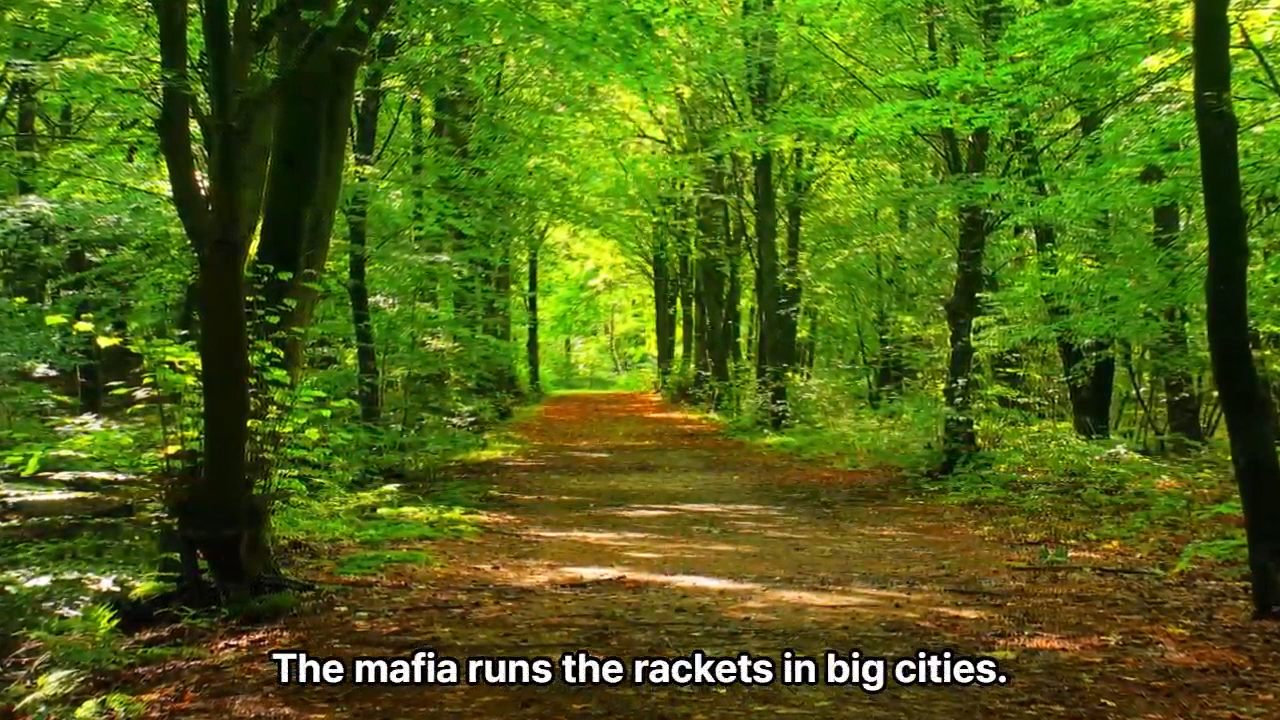 The mafia runs the rackets in big cities.